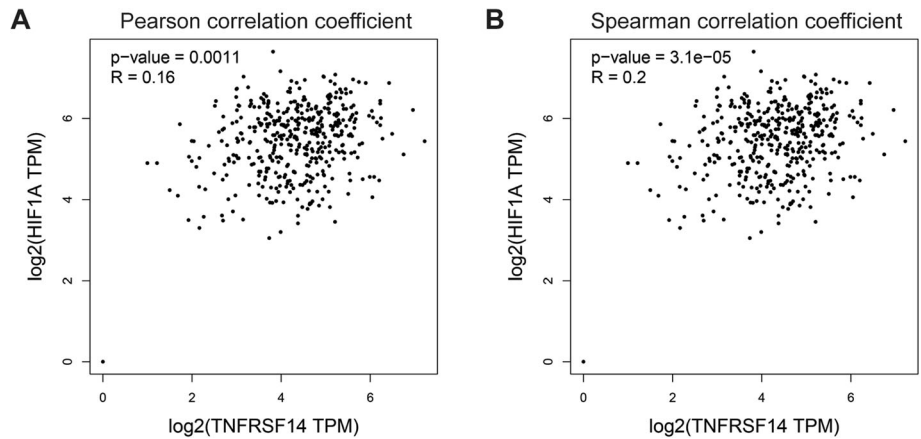 A
Pearson correlation coefficient
p−value = 0.0011
R = 0.16
6
4
2
0
log2(HIF1A TPM)
0 2 4 6
log2(TNFRSF14 TPM)
B
Spearman correlation coefficient
p−value = 3.1e−05
R = 0.2
6
4
2
0
log2(HIF1A TPM)
0 2 4 6
log2(TNFRSF14 TPM)